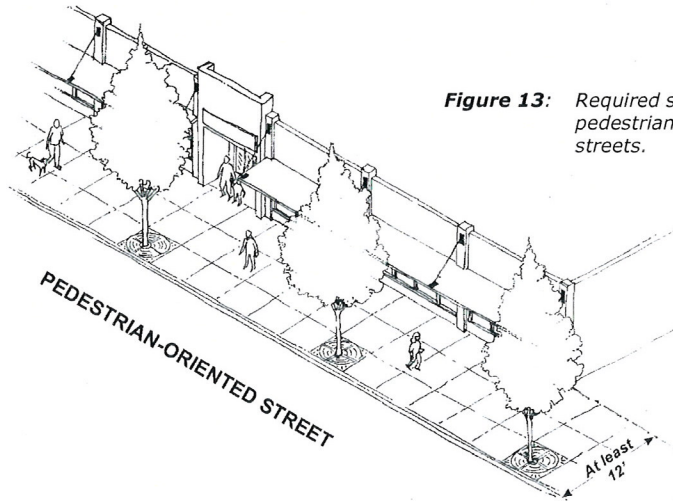 Figure 13: Required s
pedestrian
streets.
PEDESTRIAN-ORIENTED STREET
At least
12'